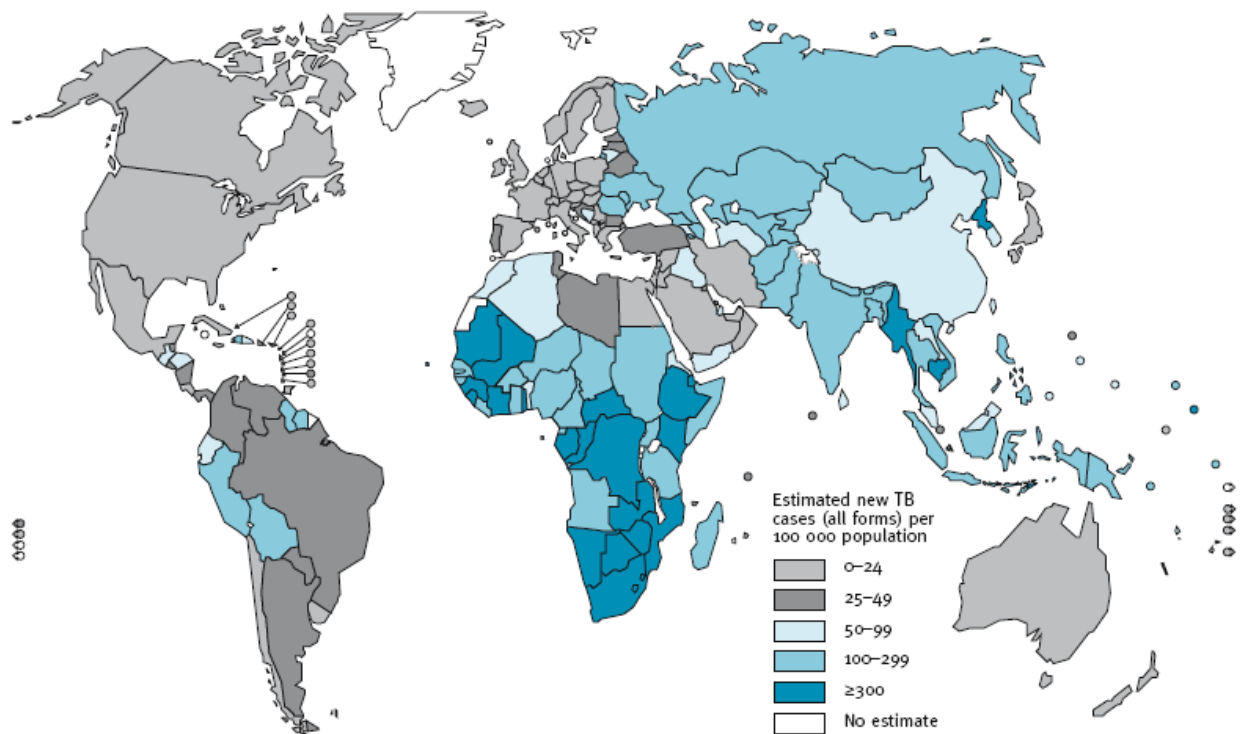 Estimated new TB
cases (all forms) per
100 000 population
0–24
25–49
50–99
100–299
≥300
No estimate